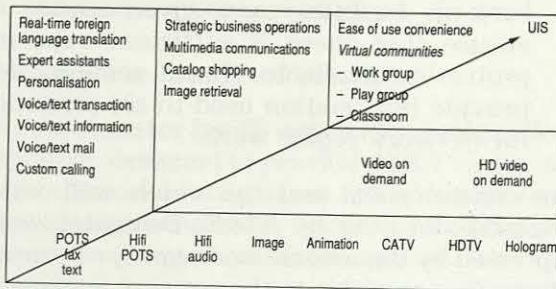 Real-time foreign
language translation
Expert assistants
Personalisation
Voice/text transaction
Voice/text information
Voice/text mail
Custom calling
Strategic business operations
Multimedia communications
Catalog shopping
Image retrieval
Ease of use convenience
Virtual communities
– Work group
– Play group
– Classroom
UIS
Video on
demand
HD video
on demand
POTS
fax
text
Hifi
POTS
Hifi
audio
Image
Animation
CATV
HDTV
Hologram